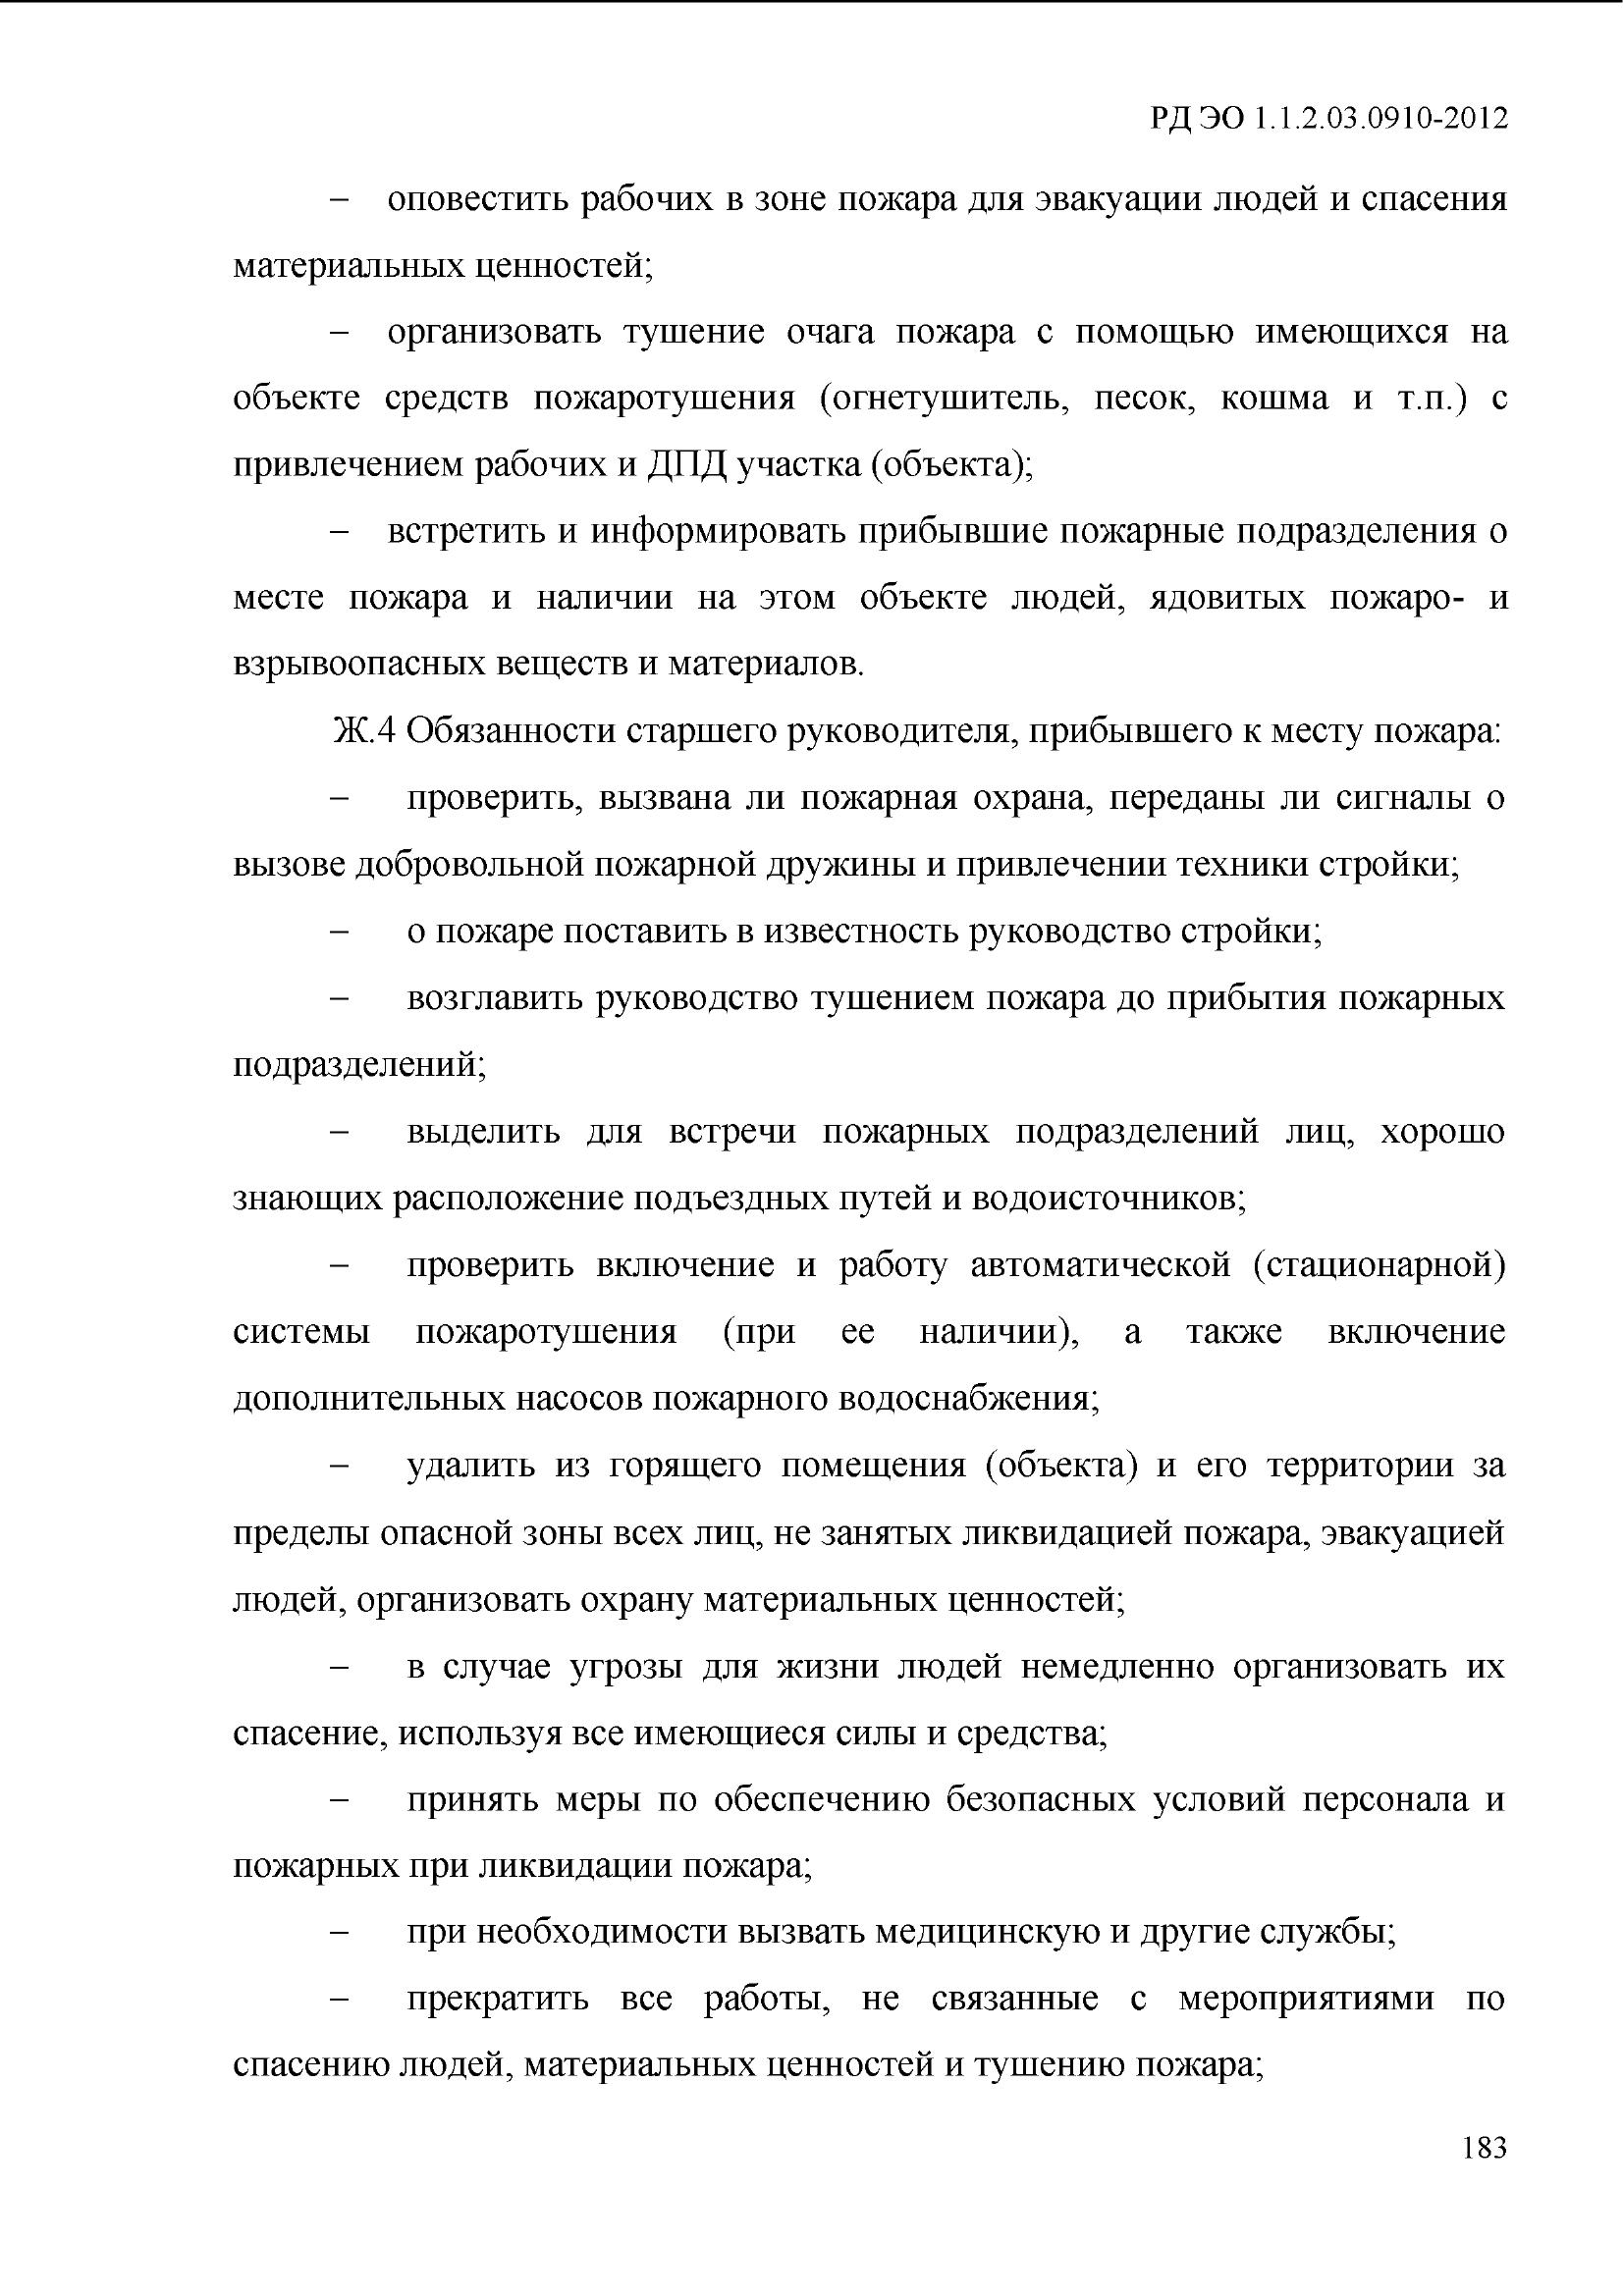 РД ЭО 1.1.2.03.0910-2012
– оповестить рабочих в зоне пожара для эвакуации людей и спасения
материальных ценностей;
– организовать тушение очага пожара с помощью имеющихся на
объекте средств пожаротушения (огнетушитель, песок, кошма и т.п.) с
привлечением рабочих и ДПД участка (объекта);
– встретить и информировать прибывшие пожарные подразделения о
месте пожара и наличии на этом объекте людей, ядовитых пожаро- и
взрывоопасных веществ и материалов.
Ж.4 Обязанности старшего руководителя, прибывшего к месту пожара:
– проверить, вызвана ли пожарная охрана, переданы ли сигналы о
вызове добровольной пожарной дружины и привлечении техники стройки;
– о пожаре поставить в известность руководство стройки;
– возглавить руководство тушением пожара до прибытия пожарных
подразделений;
– выделить для встречи пожарных подразделений лиц, хорошо
знающих расположение подъездных путей и водоисточников;
– проверить включение и работу автоматической (стационарной)
системы пожаротушения (при ее наличии), а также включение
дополнительных насосов пожарного водоснабжения;
– удалить из горящего помещения (объекта) и его территории за
пределы опасной зоны всех лиц, не занятых ликвидацией пожара, эвакуацией
людей, организовать охрану материальных ценностей;
– в случае угрозы для жизни людей немедленно организовать их
спасение, используя все имеющиеся силы и средства;
– принять меры по обеспечению безопасных условий персонала и
пожарных при ликвидации пожара;
– при необходимости вызвать медицинскую и другие службы;
– прекратить все работы, не связанные с мероприятиями по
спасению людей, материальных ценностей и тушению пожара;
183